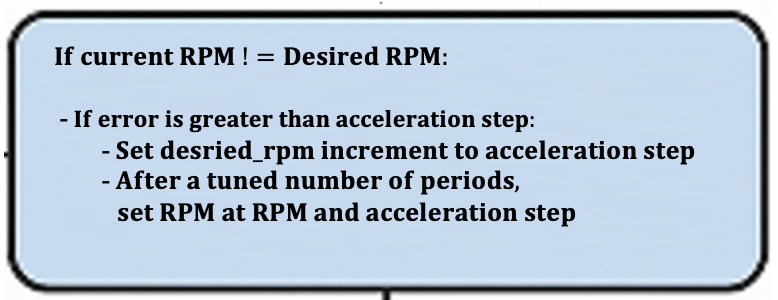 If current RPM ! = Desired RPM:
- If error is greater than acceleration step:
- Set desried_rpm increment to acceleration step
- After a tuned number of periods,
set RPM at RPM and acceleration step